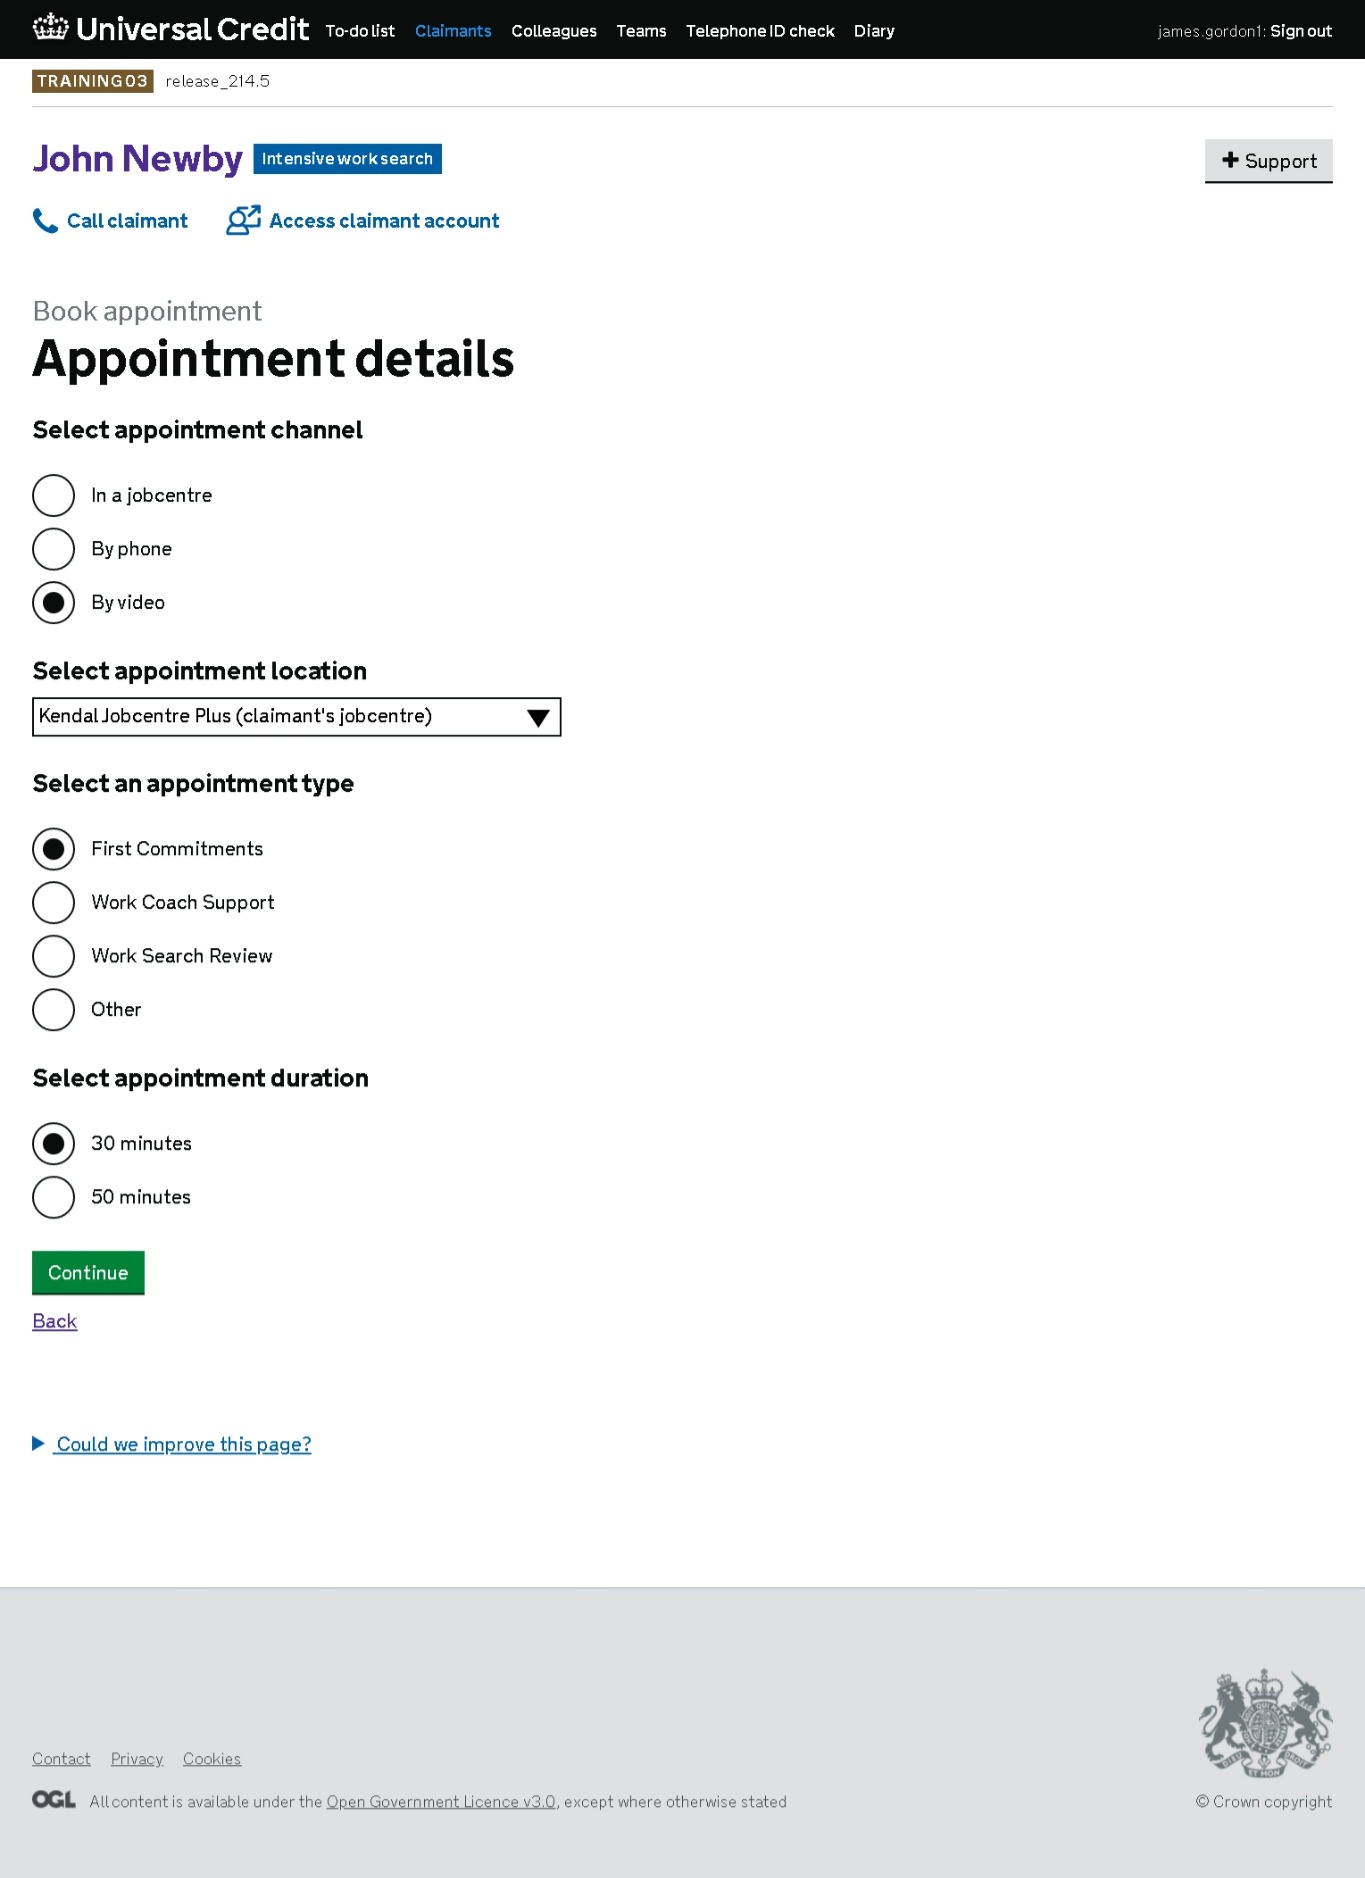 Universal Credit To-do list Claimants Colleagues Teams Telephone ID check Diary james.gordon1: Sign out
TRAINING03 release_214.5
John Newby Intensive work search + Support
Call claimant Access claimant account
Book appointment
Appointment details
Select appointment channel
In a jobcentre
By phone
By video
Select appointment location
Kendal Jobcentre Plus (claimant's jobcentre)
Select an appointment type
First Commitments
Work Coach Support
Work Search Review
Other
Select appointment duration
30 minutes
50 minutes
Continue
Back
Could we improve this page?
Contact Privacy Cookies
OGL All content is available under the Open Government Licence v3.0, except where otherwise stated
© Crown copyright